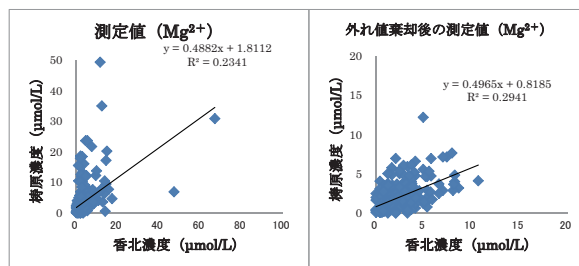 測定値（Mg²⁺）
y = 0.4882x + 1.8112
R² = 0.2341
梼原濃度（μmol/L）
50
40
30
20
10
0
0 20 40 60 80 100
香北濃度（μmol/L）
外れ値棄却後の測定値（Mg²⁺）
y = 0.4965x + 0.8185
R² = 0.2941
梼原濃度（μmol/L）
20
15
10
5
0
0 5 10 15 20
香北濃度（μmol/L）